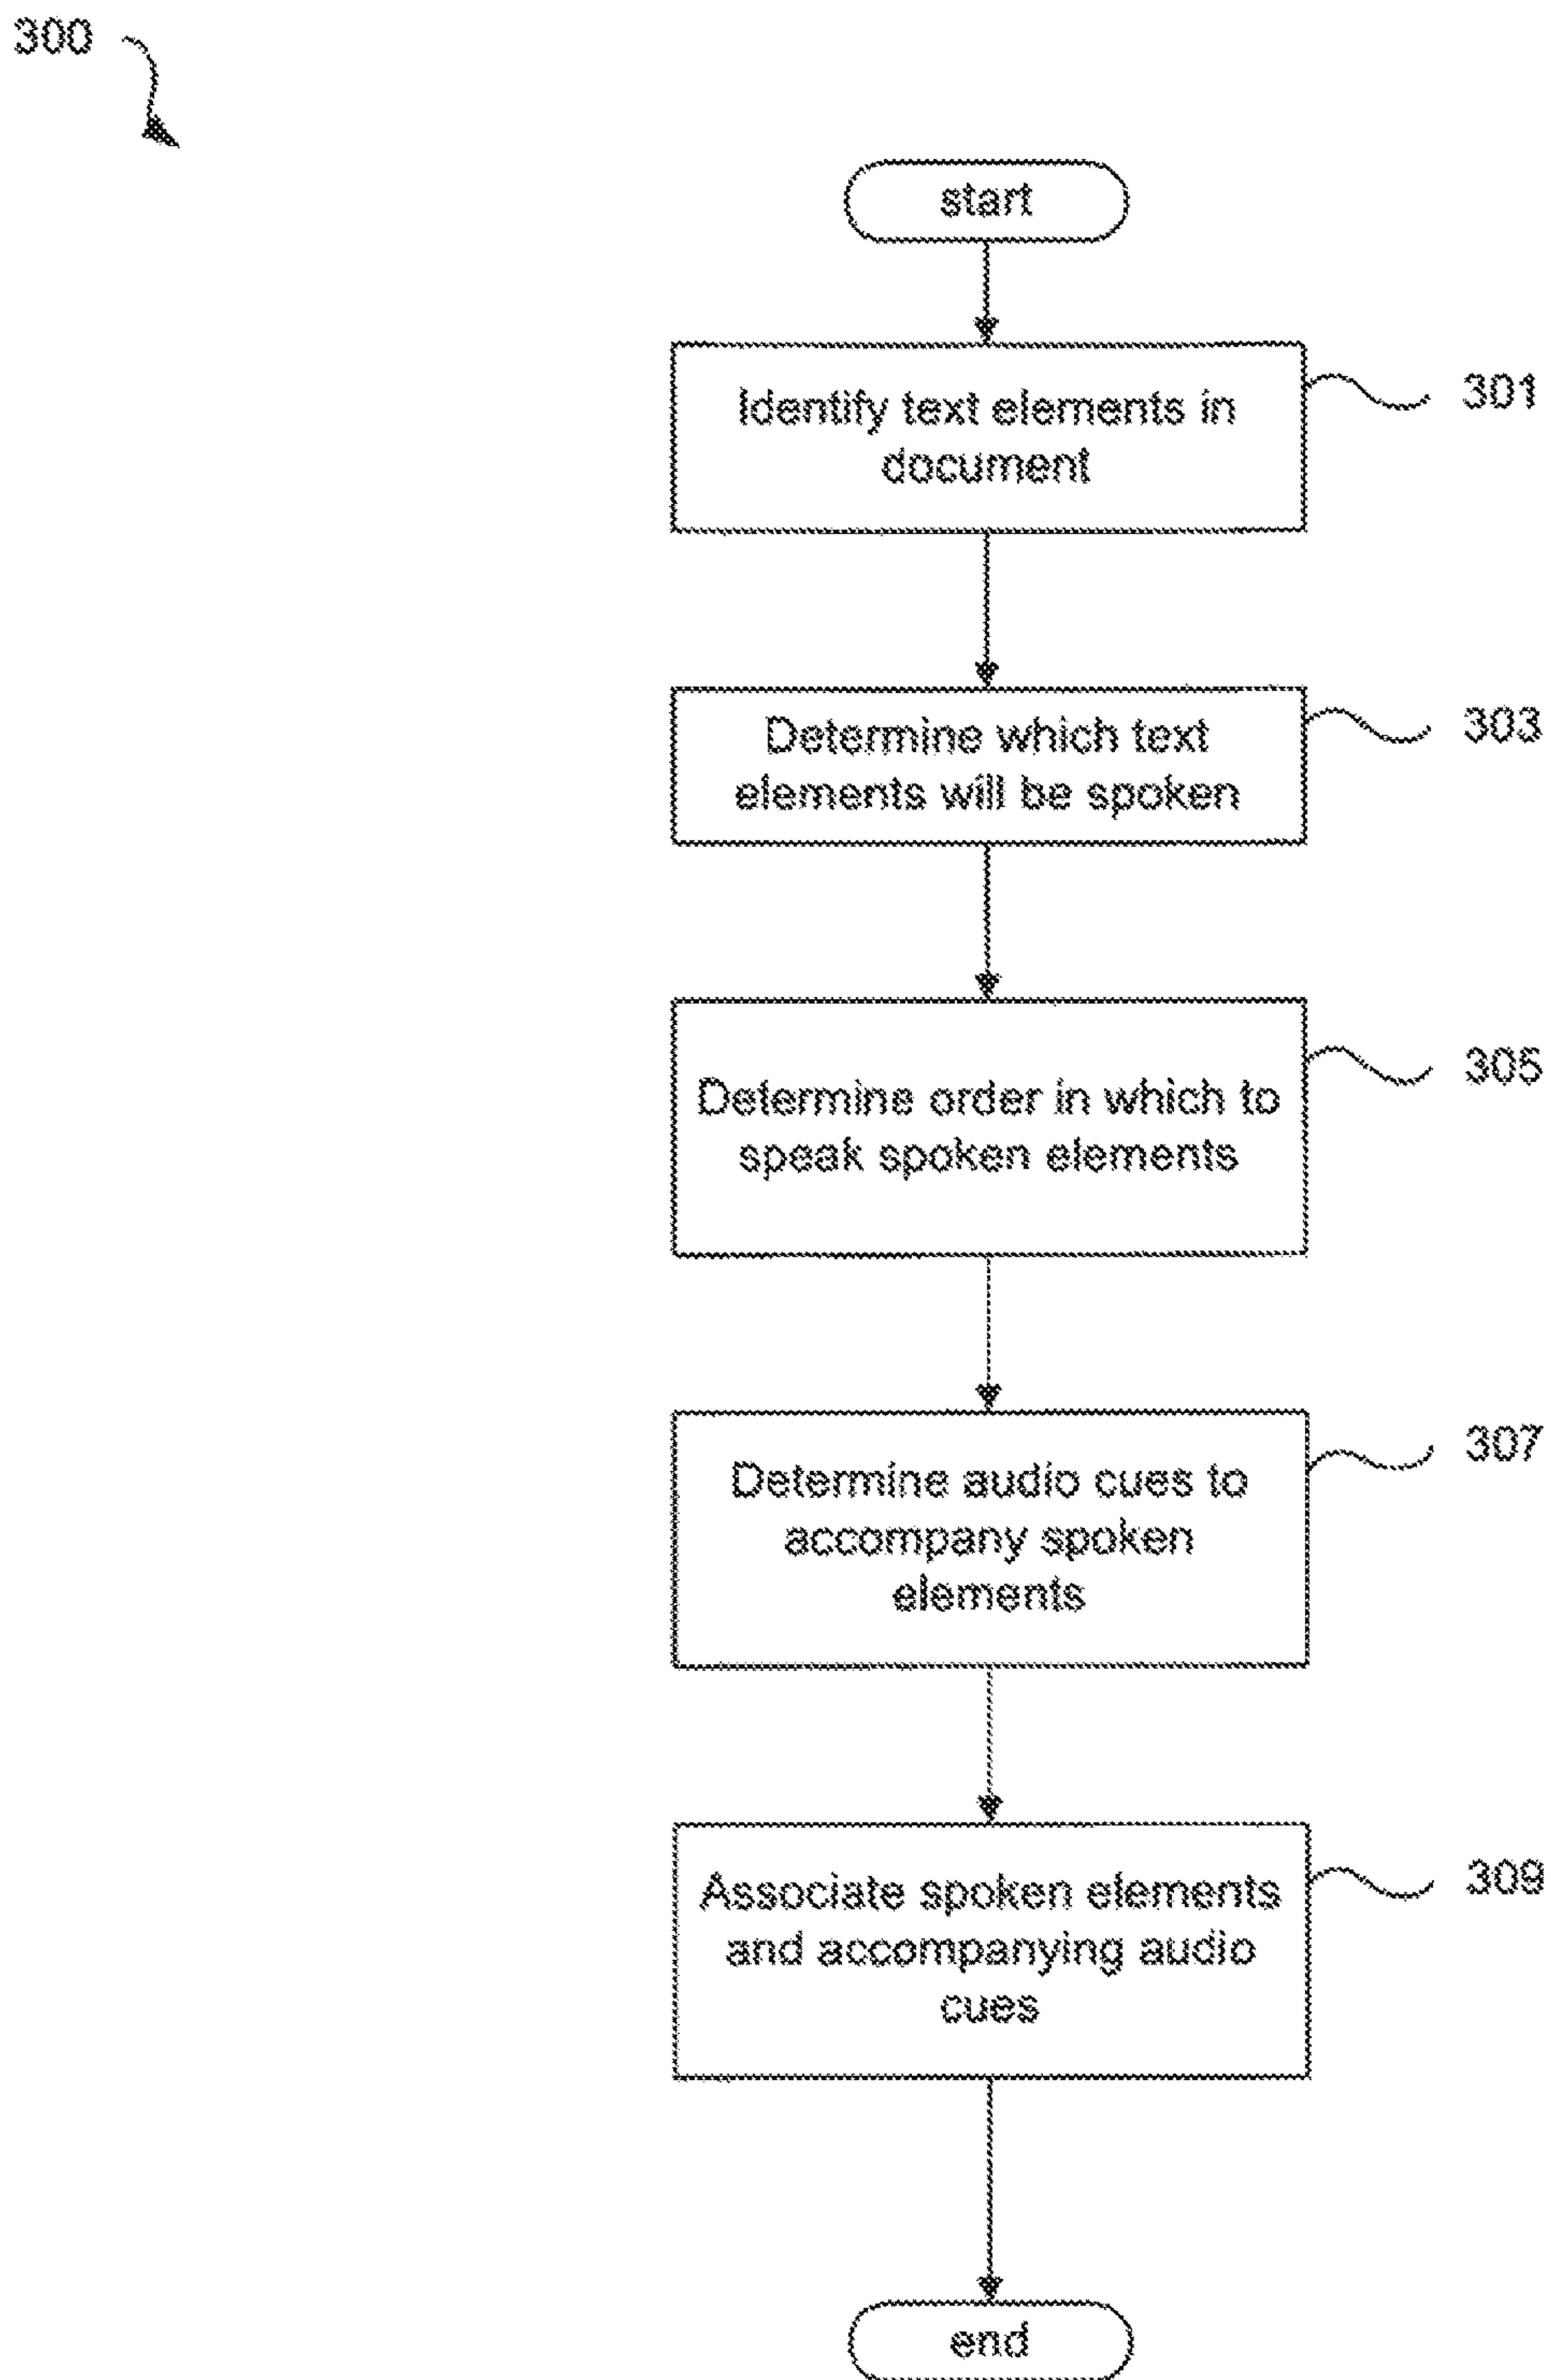 300
start
Identify text elements in
document
301
Determine which text
elements will be spoken
303
Determine order in which to
speak spoken elements
305
Determine audio cues to
accompany spoken
elements
307
Associate spoken elements
and accompanying audio
cues
309
end